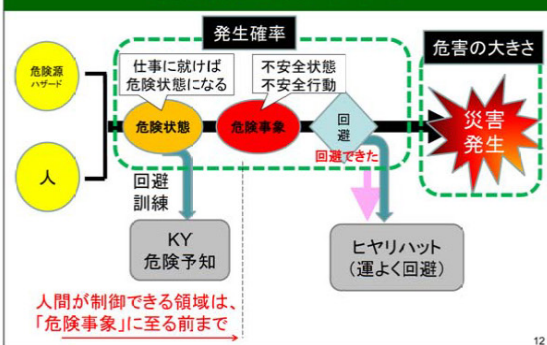 発生確率
危害の大きさ
危険源
ハザード
仕事に就けば
危険状態になる
不安全状態
不安全行動
危険状態
危険事象
回
避
回避できた
災害
発生
人
回避
訓練
KY
危険予知
ヒヤリハット
(運よく回避)
人間が制御できる領域は、
「危険事象」に至る前まで
12